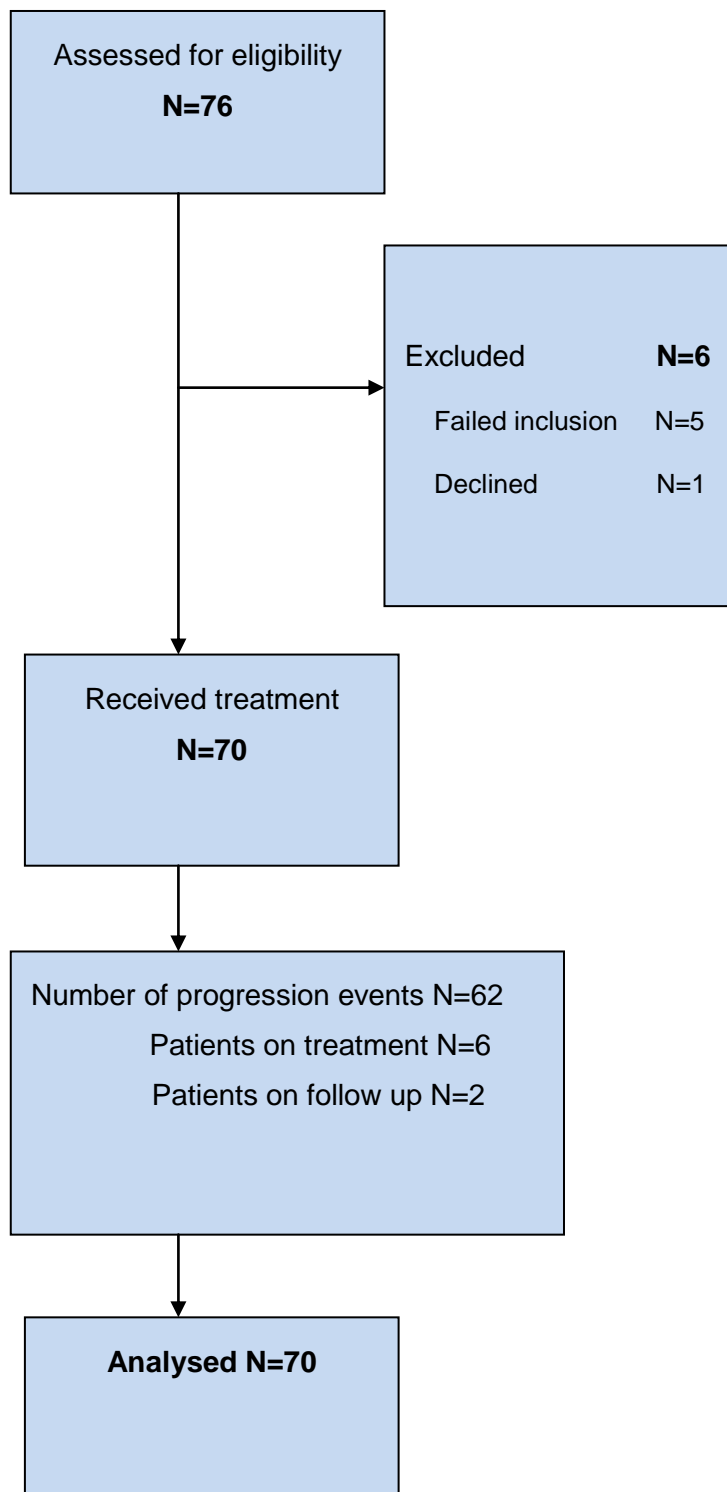 Assessed for eligibility
N=76
Excluded N=6
Failed inclusion N=5
Declined N=1
Received treatment
N=70
Number of progression events N=62
Patients on treatment N=6
Patients on follow up N=2
Analysed N=70